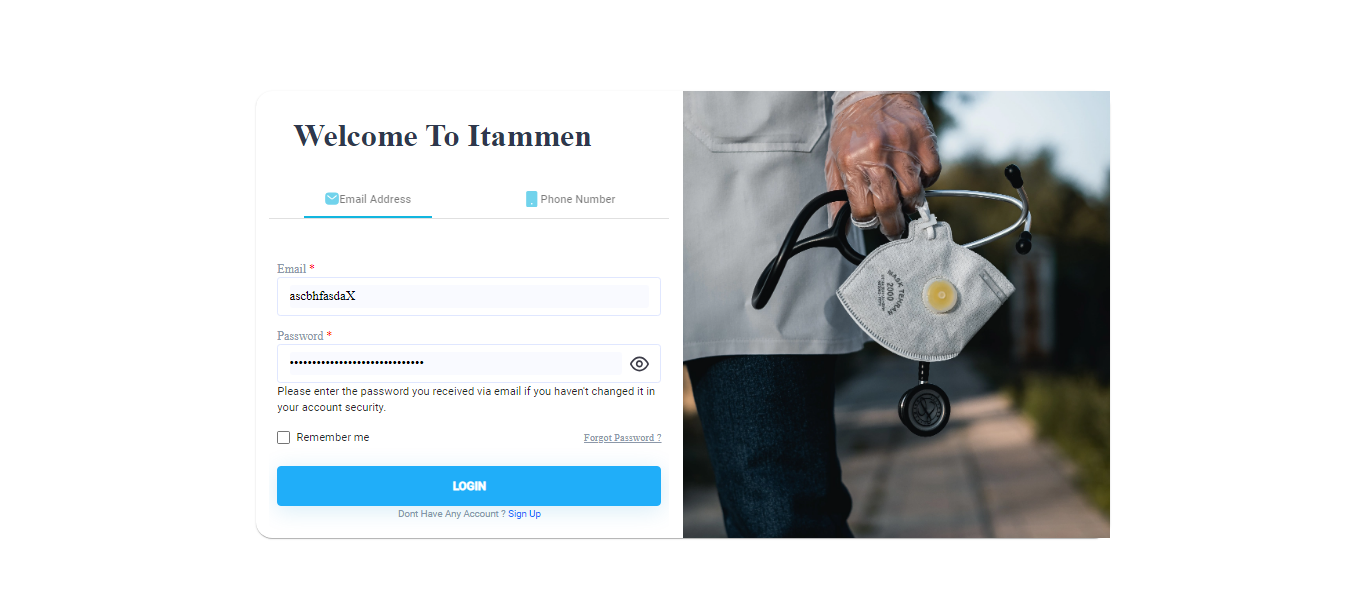 Welcome To Itammen
Email Address
Phone Number
Email *
ascbhfasdaX
Password *
••••••••••••••••••••••••••••••
Please enter the password you received via email if you haven't changed it in
your account security.
Remember me
Forgot Password ?
LOGIN
Dont Have Any Account ? Sign Up
MASK TEHRAN
2000